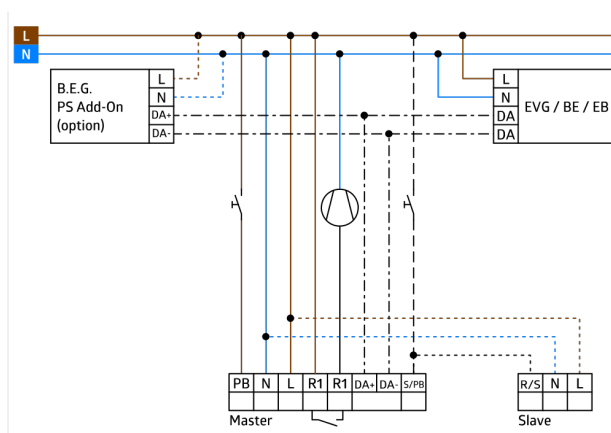 L
N
B.E.G.
PS Add-On
(option)
L
N
DA+
DA-
L
N
DA
DA
EVG / BE / EB
PB N L R1 R1 DA+ DA- S/PB
R/S N L
Master
Slave